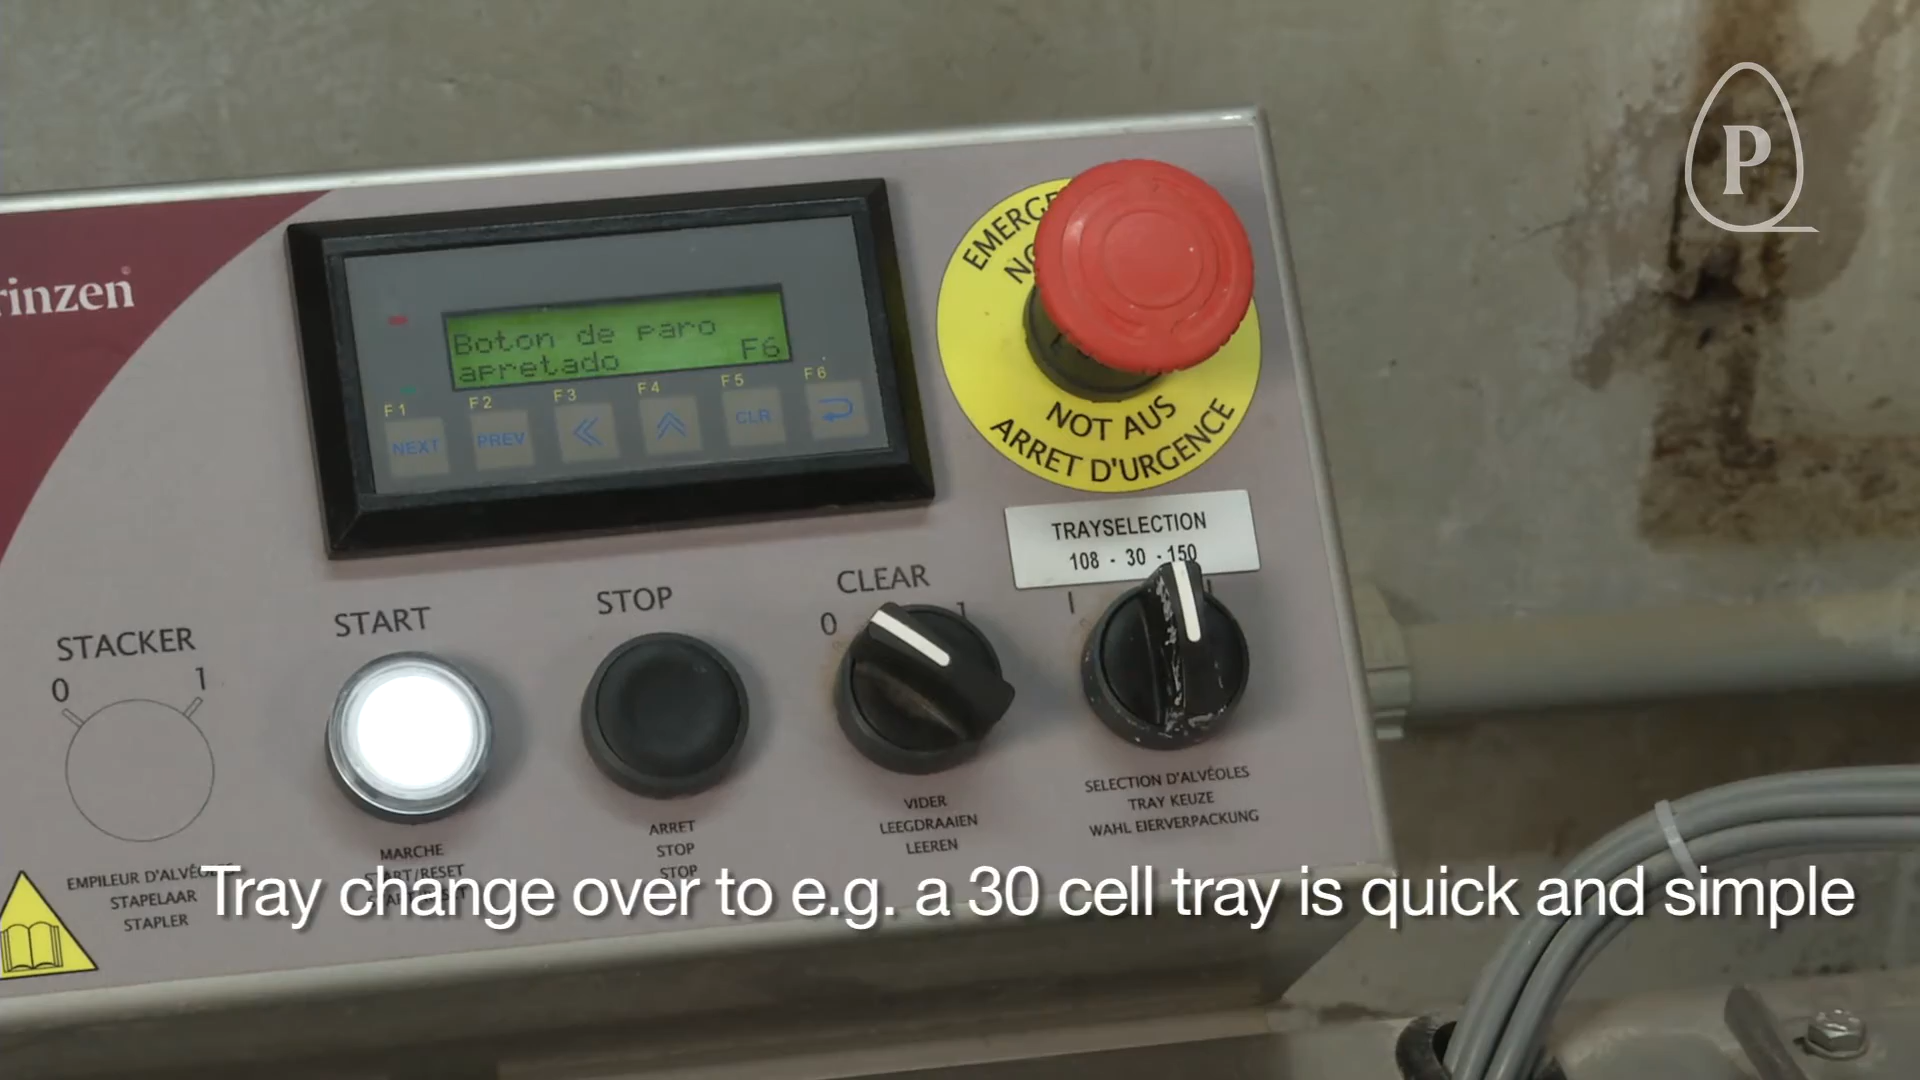 P
rinzen
Boton de paro
apretado F6
F1 F2 F3 F4 F5 F6
NEXT PREV CLR
NOT AUS
ARRET D'URGENCE
TRAYSELECTION
108 - 30 - 150
STACKER
0 1
START
STOP
CLEAR
0 1
EMPILEUR D'ALVÉOLES
STAPELAAR
STAPLER
MARCHE
START/RESET
ARRET
STOP
STOP
VIDER
LEEGDRAAIEN
LEEREN
SELECTION D'ALVÉOLES
TRAY KEUZE
WAHL EIERVERPACKUNG
Tray change over to e.g. a 30 cell tray is quick and simple